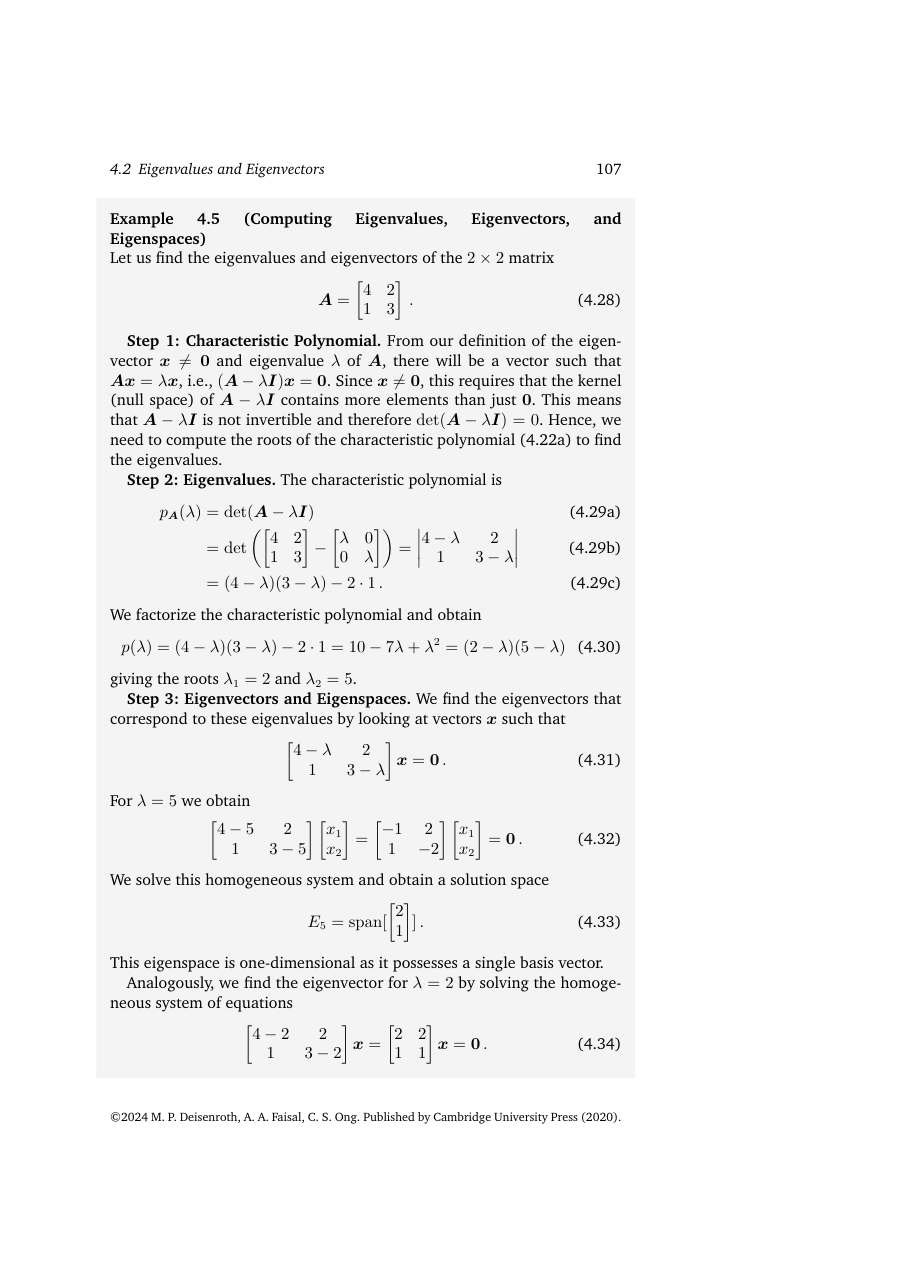 4.2 Eigenvalues and Eigenvectors 107
Example 4.5 (Computing Eigenvalues, Eigenvectors, and
Eigenspaces)
Let us find the eigenvalues and eigenvectors of the 2 × 2 matrix
A = [4 2; 1 3] . (4.28)
Step 1: Characteristic Polynomial. From our definition of the eigen-
vector x ≠ 0 and eigenvalue λ of A, there will be a vector such that
Ax = λx, i.e., (A − λI)x = 0. Since x ≠ 0, this requires that the kernel
(null space) of A − λI contains more elements than just 0. This means
that A − λI is not invertible and therefore det(A − λI) = 0. Hence, we
need to compute the roots of the characteristic polynomial (4.22a) to find
the eigenvalues.
Step 2: Eigenvalues. The characteristic polynomial is
p_A(λ) = det(A − λI) (4.29a)
= det ([4 2; 1 3] − [λ 0; 0 λ]) = |4 − λ 2; 1 3 − λ| (4.29b)
= (4 − λ)(3 − λ) − 2 · 1 . (4.29c)
We factorize the characteristic polynomial and obtain
p(λ) = (4 − λ)(3 − λ) − 2 · 1 = 10 − 7λ + λ² = (2 − λ)(5 − λ) (4.30)
giving the roots λ₁ = 2 and λ₂ = 5.
Step 3: Eigenvectors and Eigenspaces. We find the eigenvectors that
correspond to these eigenvalues by looking at vectors x such that
[4 − λ 2; 1 3 − λ] x = 0 . (4.31)
For λ = 5 we obtain
[4 − 5 2; 1 3 − 5] [x₁; x₂] = [−1 2; 1 −2] [x₁; x₂] = 0 . (4.32)
We solve this homogeneous system and obtain a solution space
E₅ = span[[2; 1]] . (4.33)
This eigenspace is one-dimensional as it possesses a single basis vector.
Analogously, we find the eigenvector for λ = 2 by solving the homoge-
neous system of equations
[4 − 2 2; 1 3 − 2] x = [2 2; 1 1] x = 0 . (4.34)
©2024 M. P. Deisenroth, A. A. Faisal, C. S. Ong. Published by Cambridge University Press (2020).